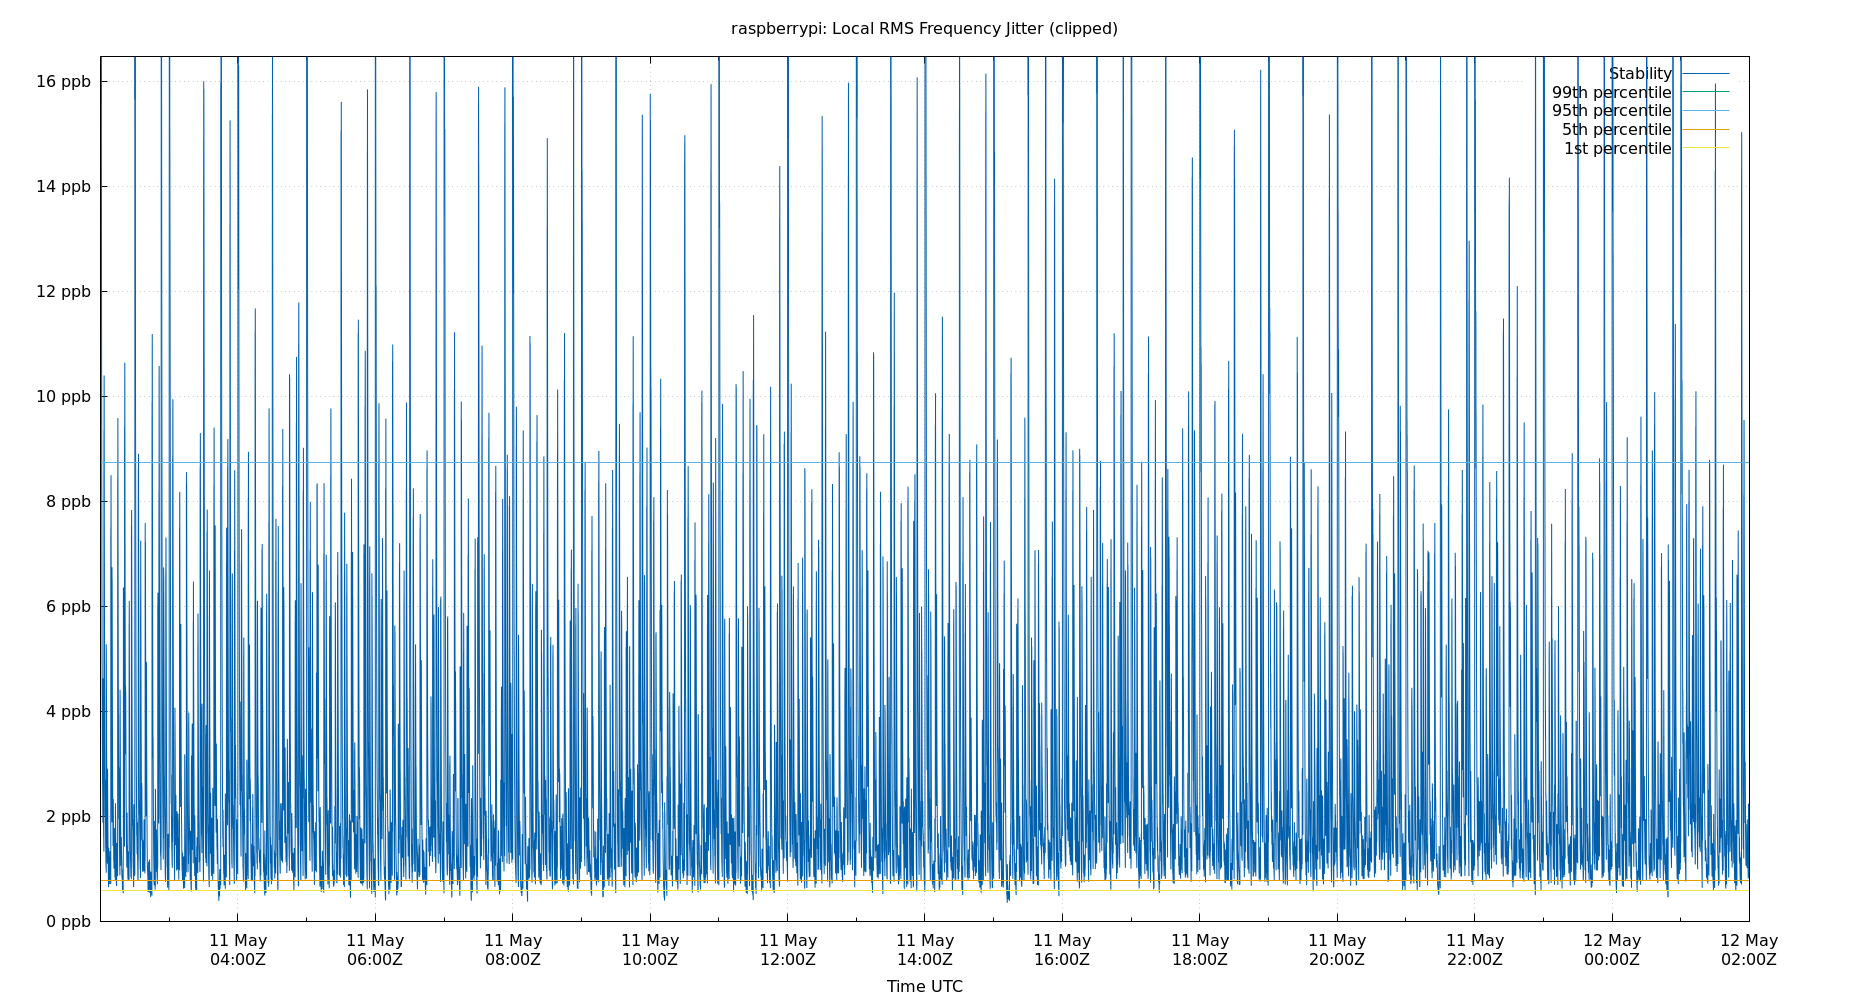 raspberrypi: Local RMS Frequency Jitter (clipped)
16 ppb
14 ppb
12 ppb
10 ppb
8 ppb
6 ppb
4 ppb
2 ppb
0 ppb
Stability
99th percentile
95th percentile
5th percentile
1st percentile
11 May 11 May 11 May 11 May 11 May 11 May 11 May 11 May 11 May 11 May 12 May 12 May
04:00Z 06:00Z 08:00Z 10:00Z 12:00Z 14:00Z 16:00Z 18:00Z 20:00Z 22:00Z 00:00Z 02:00Z
Time UTC